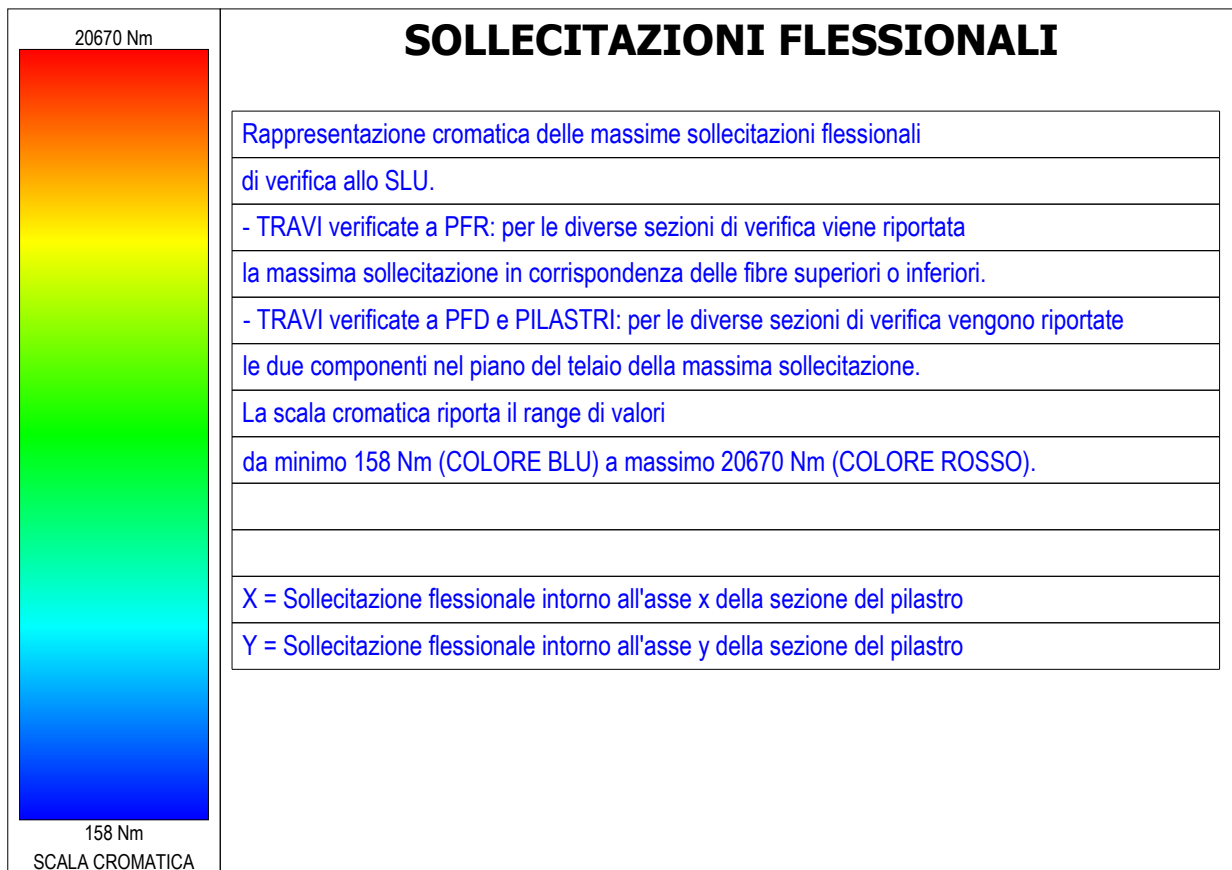 20670 Nm
158 Nm
SCALA CROMATICA
SOLLECITAZIONI FLESSIONALI
Rappresentazione cromatica delle massime sollecitazioni flessionali
di verifica allo SLU.
- TRAVI verificate a PFR: per le diverse sezioni di verifica viene riportata
la massima sollecitazione in corrispondenza delle fibre superiori o inferiori.
- TRAVI verificate a PFD e PILASTRI: per le diverse sezioni di verifica vengono riportate
le due componenti nel piano del telaio della massima sollecitazione.
La scala cromatica riporta il range di valori
da minimo 158 Nm (COLORE BLU) a massimo 20670 Nm (COLORE ROSSO).
X = Sollecitazione flessionale intorno all'asse x della sezione del pilastro
Y = Sollecitazione flessionale intorno all'asse y della sezione del pilastro